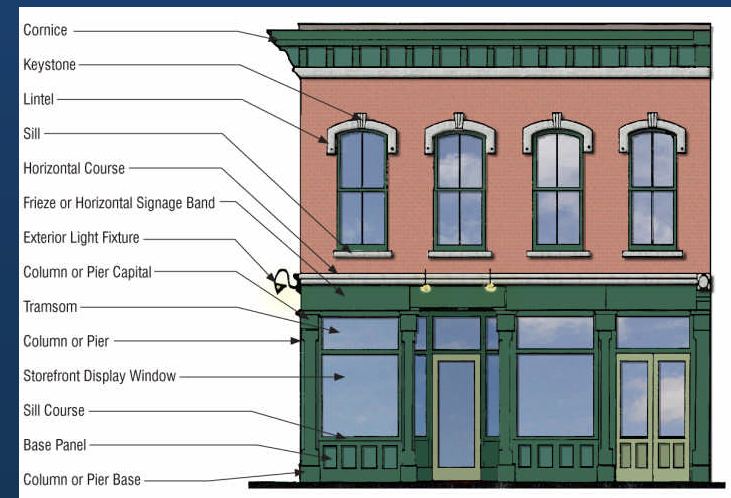 Cornice
Keystone
Lintel
Sill
Horizontal Course
Frieze or Horizontal Signage Band
Exterior Light Fixture
Column or Pier Capital
Tramsom
Column or Pier
Storefront Display Window
Sill Course
Base Panel
Column or Pier Base